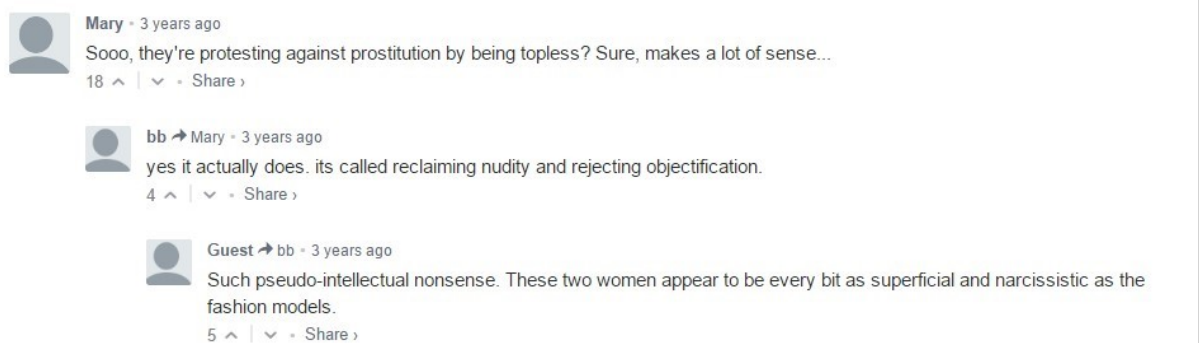 Mary • 3 years ago
Sooo, they're protesting against prostitution by being topless? Sure, makes a lot of sense...
18 • Share ›
bb Mary • 3 years ago
yes it actually does. its called reclaiming nudity and rejecting objectification.
4 • Share ›
Guest bb • 3 years ago
Such pseudo-intellectual nonsense. These two women appear to be every bit as superficial and narcissistic as the
fashion models.
5 • Share ›